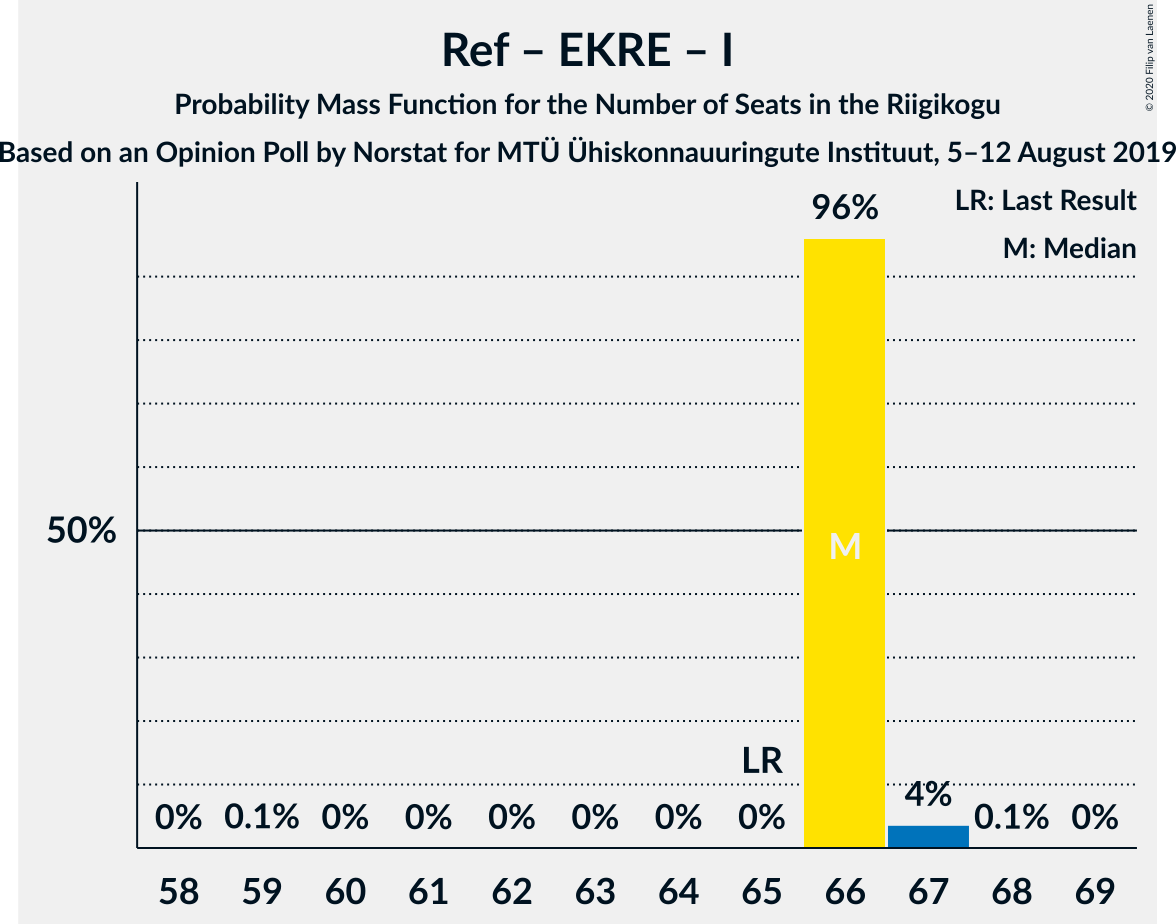 Ref – EKRE – I
Probability Mass Function for the Number of Seats in the Riigikogu
Based on an Opinion Poll by Norstat for MTÜ Ühiskonnauuringute Instituut, 5–12 August 2019
© 2020 Filip van Laenen
LR: Last Result
M: Median
96%
50%
M
LR
4%
0% 0.1% 0% 0% 0% 0% 0% 0% 0.1% 0%
58 59 60 61 62 63 64 65 66 67 68 69